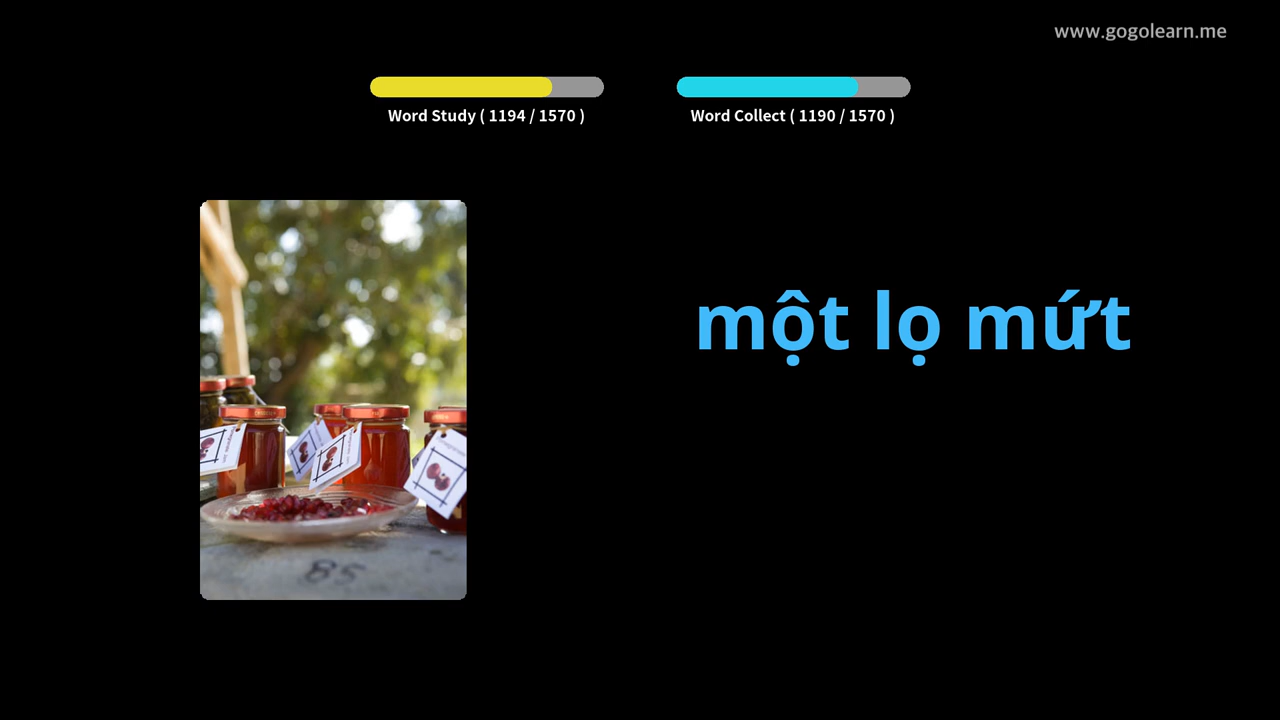 www.gogolearn.me
Word Study ( 1194 / 1570 )
Word Collect ( 1190 / 1570 )
một lọ mứt
85